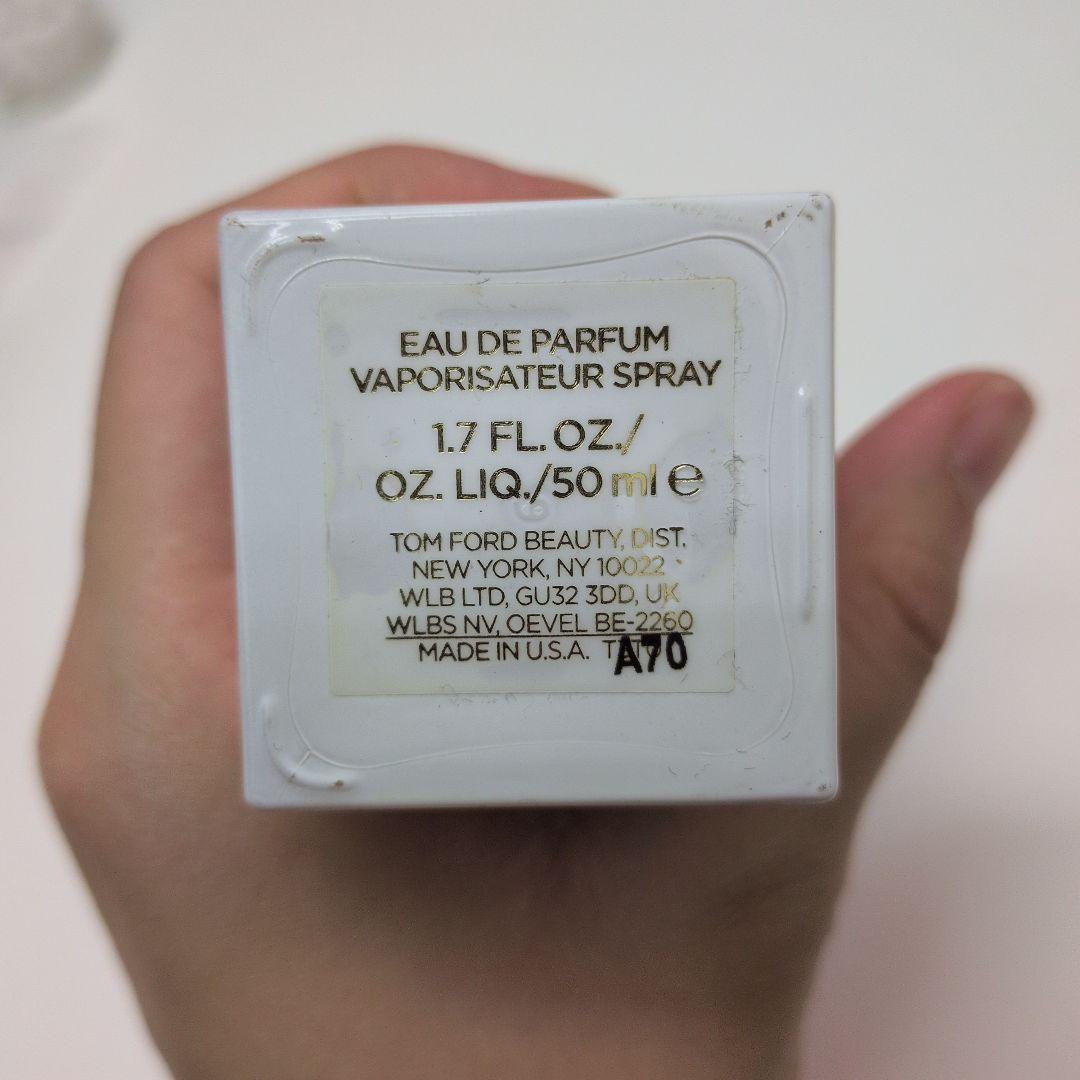 EAU DE PARFUM
VAPORISATEUR SPRAY
1.7 FL. OZ./
OZ. LIQ./50 ml e
TOM FORD BEAUTY, DIST.
NEW YORK, NY 10022
WLB LTD, GU32 3DD, UK
WLBS NV, OEVEL BE-2260
MADE IN U.S.A.
A70